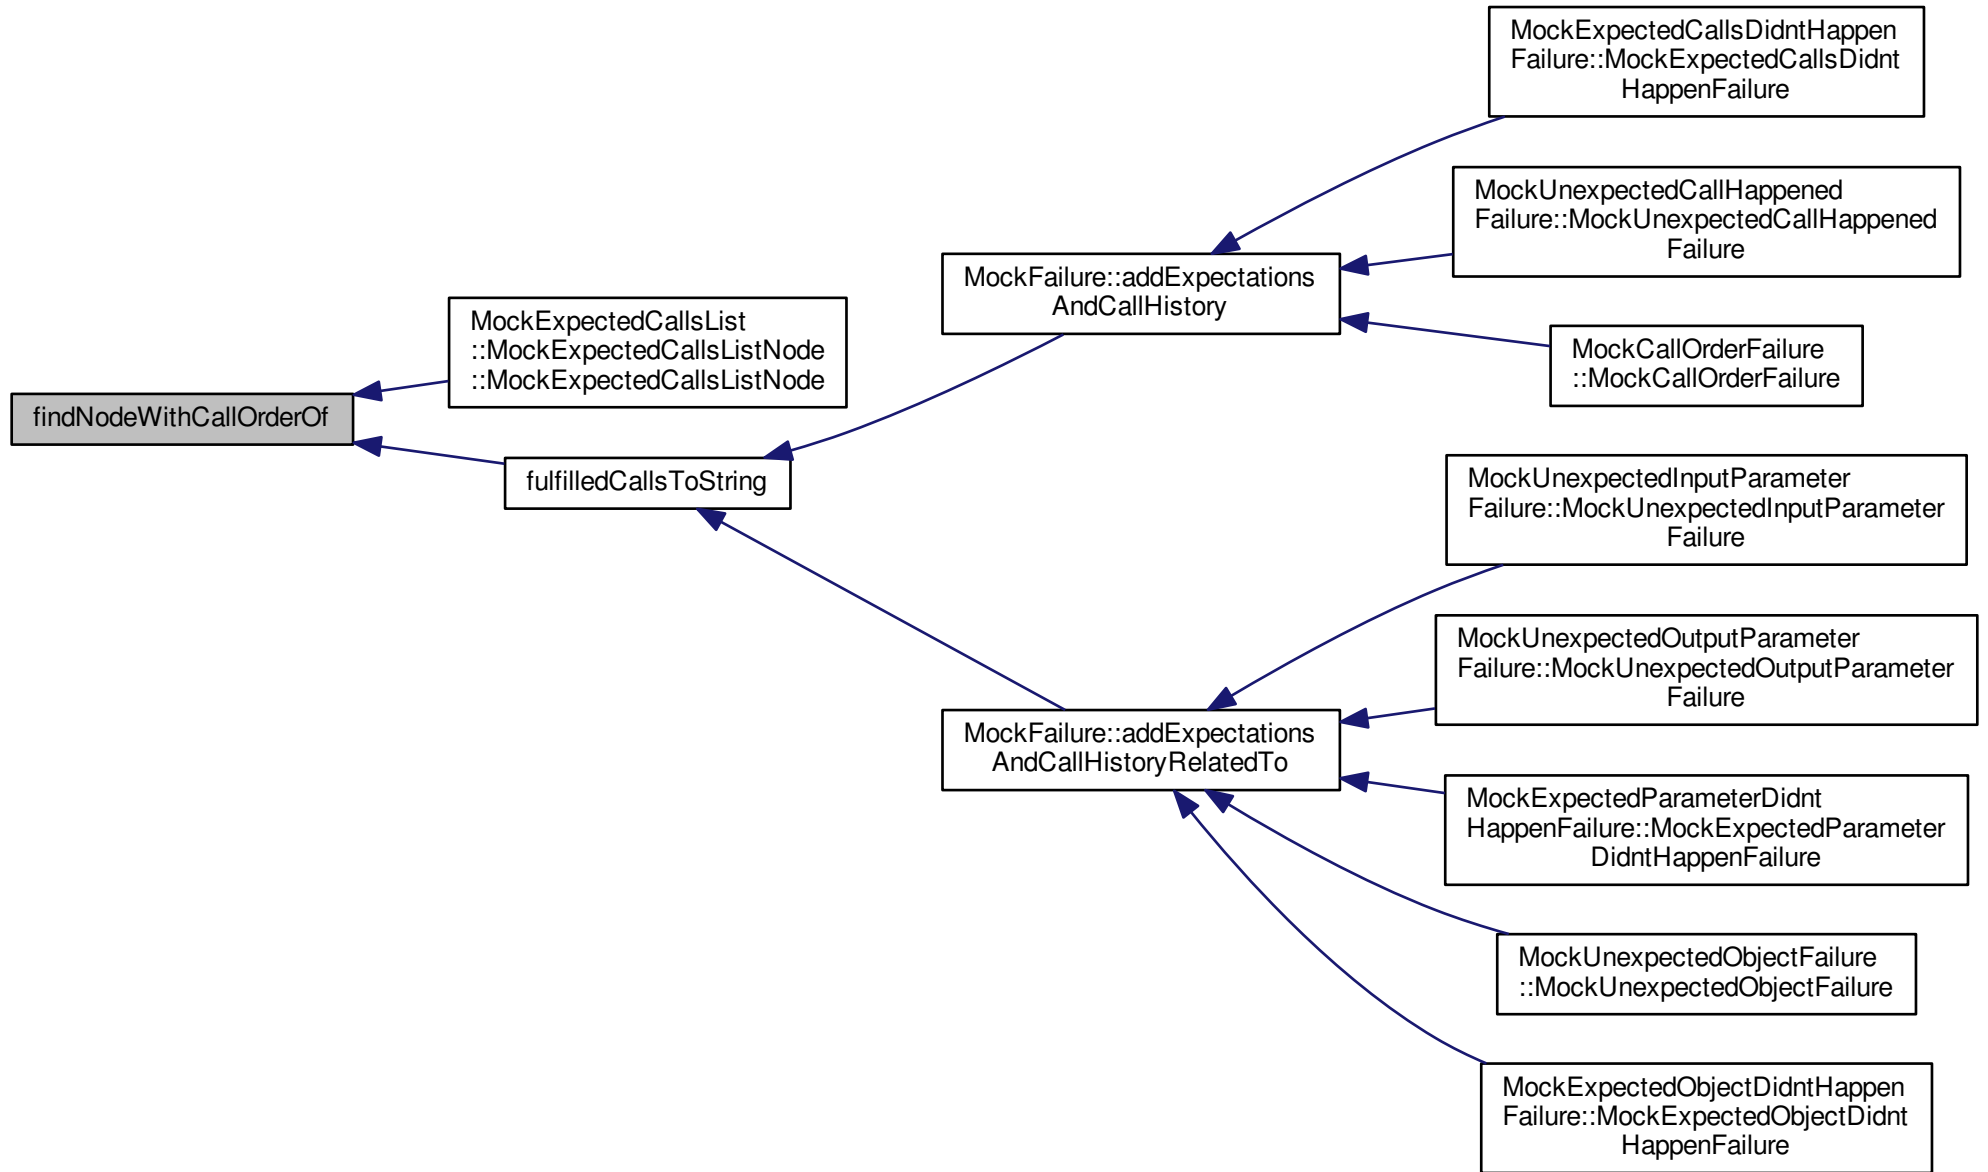 findNodeWithCallOrderOf
MockExpectedCallsList
::MockExpectedCallsListNode
::MockExpectedCallsListNode
fulfilledCallsToString
MockFailure::addExpectations
AndCallHistory
MockExpectedCallsDidntHappen
Failure::MockExpectedCallsDidnt
HappenFailure
MockUnexpectedCallHappened
Failure::MockUnexpectedCallHappened
Failure
MockCallOrderFailure
::MockCallOrderFailure
MockFailure::addExpectations
AndCallHistoryRelatedTo
MockUnexpectedInputParameter
Failure::MockUnexpectedInputParameter
Failure
MockUnexpectedOutputParameter
Failure::MockUnexpectedOutputParameter
Failure
MockExpectedParameterDidnt
HappenFailure::MockExpectedParameter
DidntHappenFailure
MockUnexpectedObjectFailure
::MockUnexpectedObjectFailure
MockExpectedObjectDidntHappen
Failure::MockExpectedObjectDidnt
HappenFailure